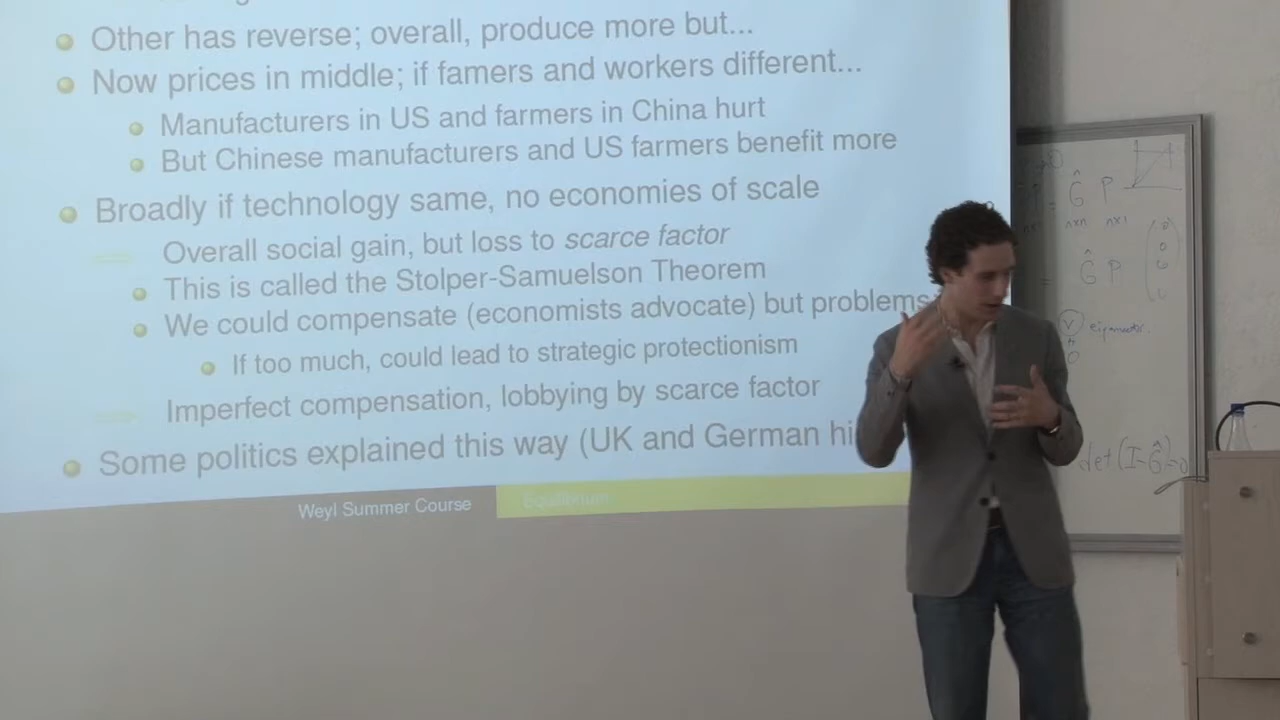 Other has reverse; overall, produce more but...
Now prices in middle; if famers and workers different...
Manufacturers in US and farmers in China hurt
But Chinese manufacturers and US farmers benefit more
Broadly if technology same, no economies of scale
Overall social gain, but loss to scarce factor
This is called the Stolper-Samuelson Theorem
We could compensate (economists advocate) but problems
If too much, could lead to strategic protectionism
Imperfect compensation, lobbying by scarce factor
Some politics explained this way (UK and German hi
Weyl Summer Course
Equilibrium
= Ĝ P
nxn nx1
= Ĝ P
V
det(I-Ĝ)=0